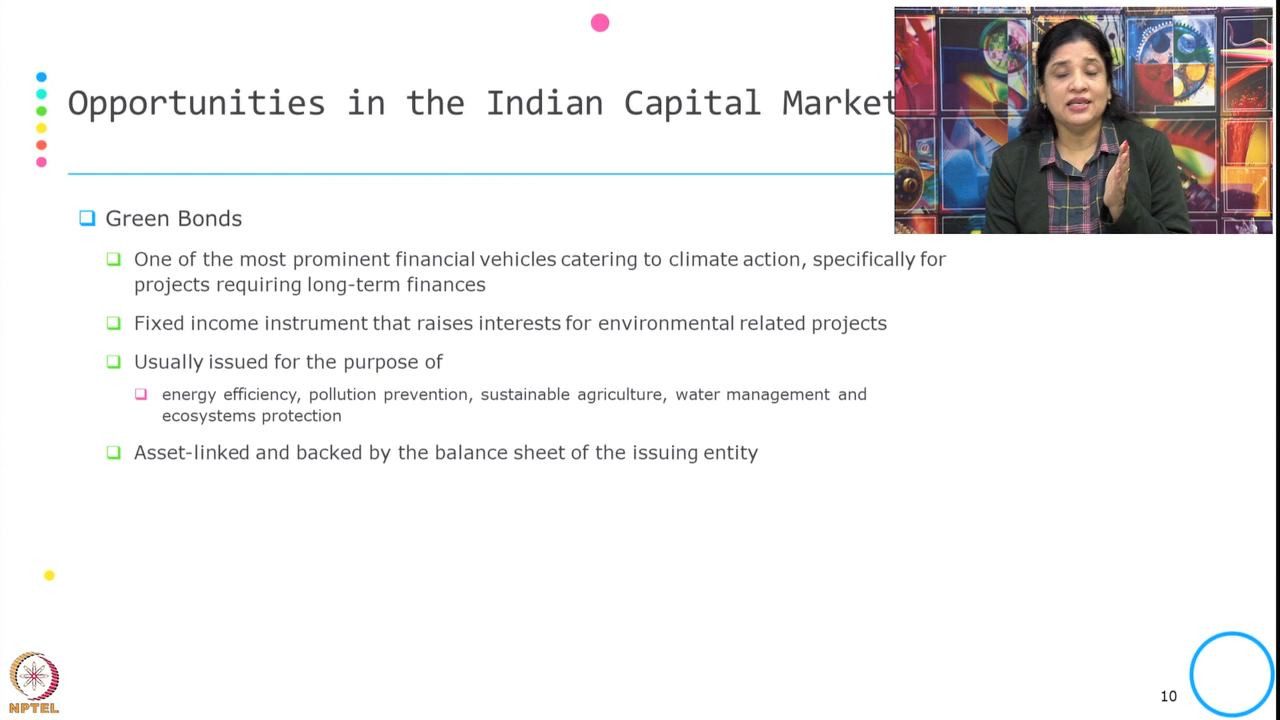 Opportunities in the Indian Capital Market
Green Bonds
One of the most prominent financial vehicles catering to climate action, specifically for
projects requiring long-term finances
Fixed income instrument that raises interests for environmental related projects
Usually issued for the purpose of
energy efficiency, pollution prevention, sustainable agriculture, water management and
ecosystems protection
Asset-linked and backed by the balance sheet of the issuing entity
NPTEL
10